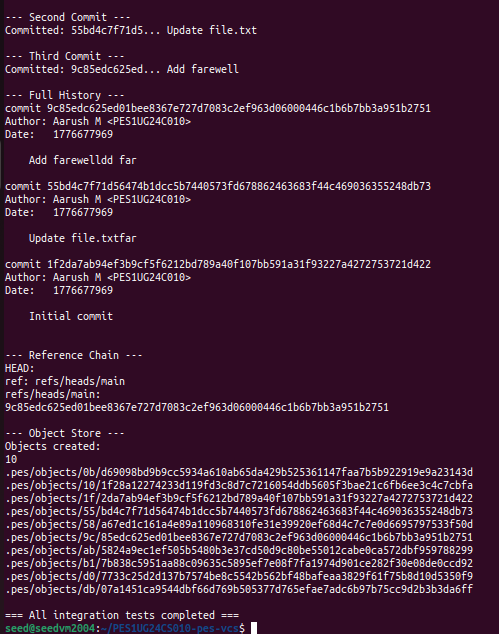 --- Second Commit ---
Committed: 55bd4c7f71d5... Update file.txt
--- Third Commit ---
Committed: 9c85edc625ed... Add farewell
--- Full History ---
commit 9c85edc625ed01bee8367e727d7083c2ef963d06000446c1b6b7bb3a951b2751
Author: Aarush M <PES1UG24C010>
Date:   1776677969
    Add farewelldd far
commit 55bd4c7f71d56474b1dcc5b7440573fd678862463683f44c469036355248db73
Author: Aarush M <PES1UG24C010>
Date:   1776677969
    Update file.txtfar
commit 1f2da7ab94ef3b9cf5f6212bd789a40f107bb591a31f93227a4272753721d422
Author: Aarush M <PES1UG24C010>
Date:   1776677969
    Initial commit
--- Reference Chain ---
HEAD:
ref: refs/heads/main
refs/heads/main:
9c85edc625ed01bee8367e727d7083c2ef963d06000446c1b6b7bb3a951b2751
--- Object Store ---
Objects created:
10
.pes/objects/0b/d69098bd9b9cc5934a610ab65da429b525361147faa7b5b922919e9a23143d
.pes/objects/10/1f28a12274233d119fd3c8d7c7216054ddb5605f3bae21c6fb6ee3c4c7cbfa
.pes/objects/1f/2da7ab94ef3b9cf5f6212bd789a40f107bb591a31f93227a4272753721d422
.pes/objects/55/bd4c7f71d56474b1dcc5b7440573fd678862463683f44c469036355248db73
.pes/objects/58/a67ed1c161a4e89a110968310fe31e39920ef68d4c7c7e0d6695797533f50d
.pes/objects/9c/85edc625ed01bee8367e727d7083c2ef963d06000446c1b6b7bb3a951b2751
.pes/objects/ab/5824a9ec1ef505b5480b3e37cd50d9c80be55012cabe0ca572dbf959788299
.pes/objects/b1/7b838c5951aa88c09635c5895ef7e08f7fa1974d901ce282f30e08de0ccd92
.pes/objects/d0/7733c25d2d137b7574be8c5542b562bf48bafeaa3829f61f75b8d10d5350f9
.pes/objects/db/07a1451ca9544dbf66d769b505377d765efae7adc6b97b75cc9d2b3b3da6ff
=== All integration tests completed ===
seed@seedvm2004:~/PES1UG24CS010-pes-vcs$